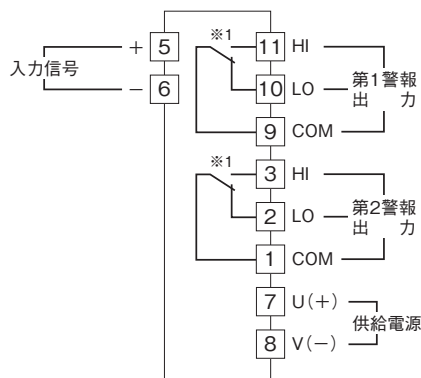 入力信号
+ 5
− 6
※1
11 HI
10 LO
9 COM
第1警報
出 力
※1
3 HI
2 LO
1 COM
第2警報
出 力
7 U(+)
8 V(−)
供給電源